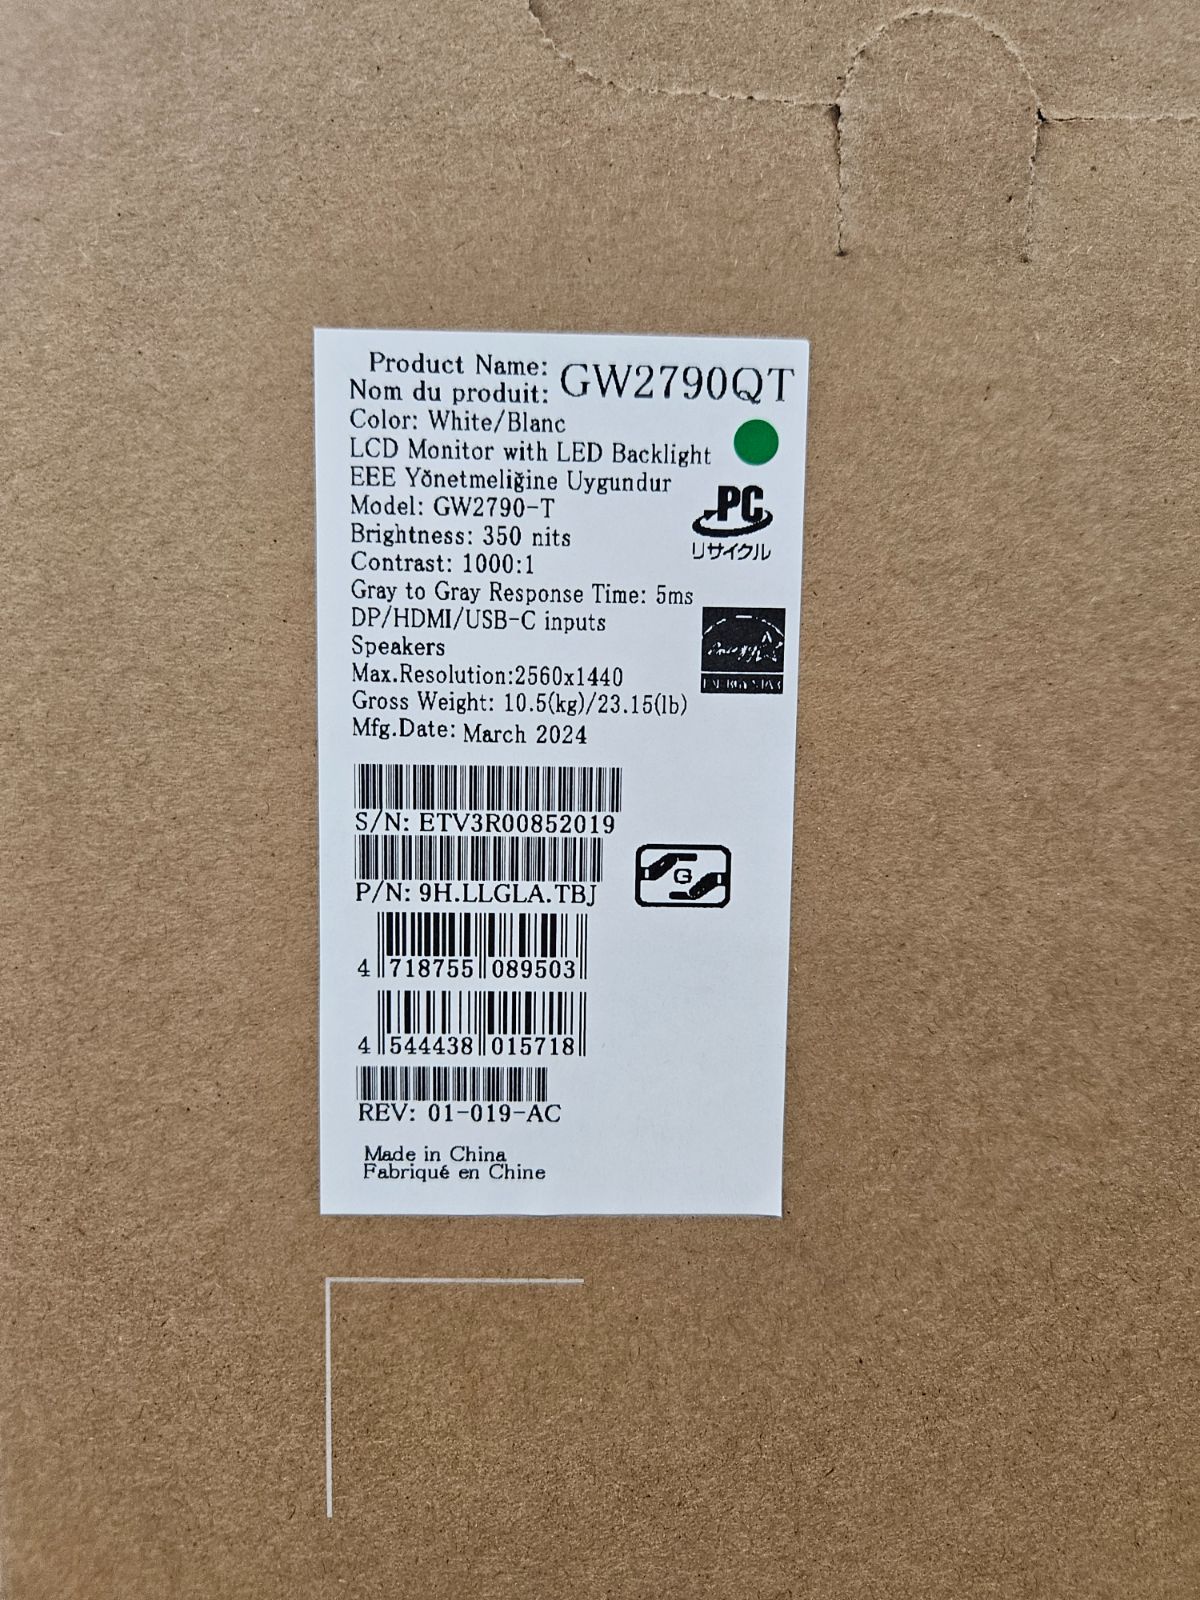 Product Name:
Nom du produit: GW2790QT
Color: White/Blanc
LCD Monitor with LED Backlight
EEE Yönetmeliğine Uygundur
Model: GW2790-T
Brightness: 350 nits
Contrast: 1000:1
Gray to Gray Response Time: 5ms
DP/HDMI/USB-C inputs
Speakers
Max.Resolution:2560x1440
Gross Weight: 10.5(kg)/23.15(lb)
Mfg.Date: March 2024
PC
リサイクル
energy
ENERGY STAR
S/N: ETV3R00852019
P/N: 9H.LLGLA.TBJ
G
4 718755 089503
4 544438 015718
REV: 01-019-AC
Made in China
Fabriqué en Chine